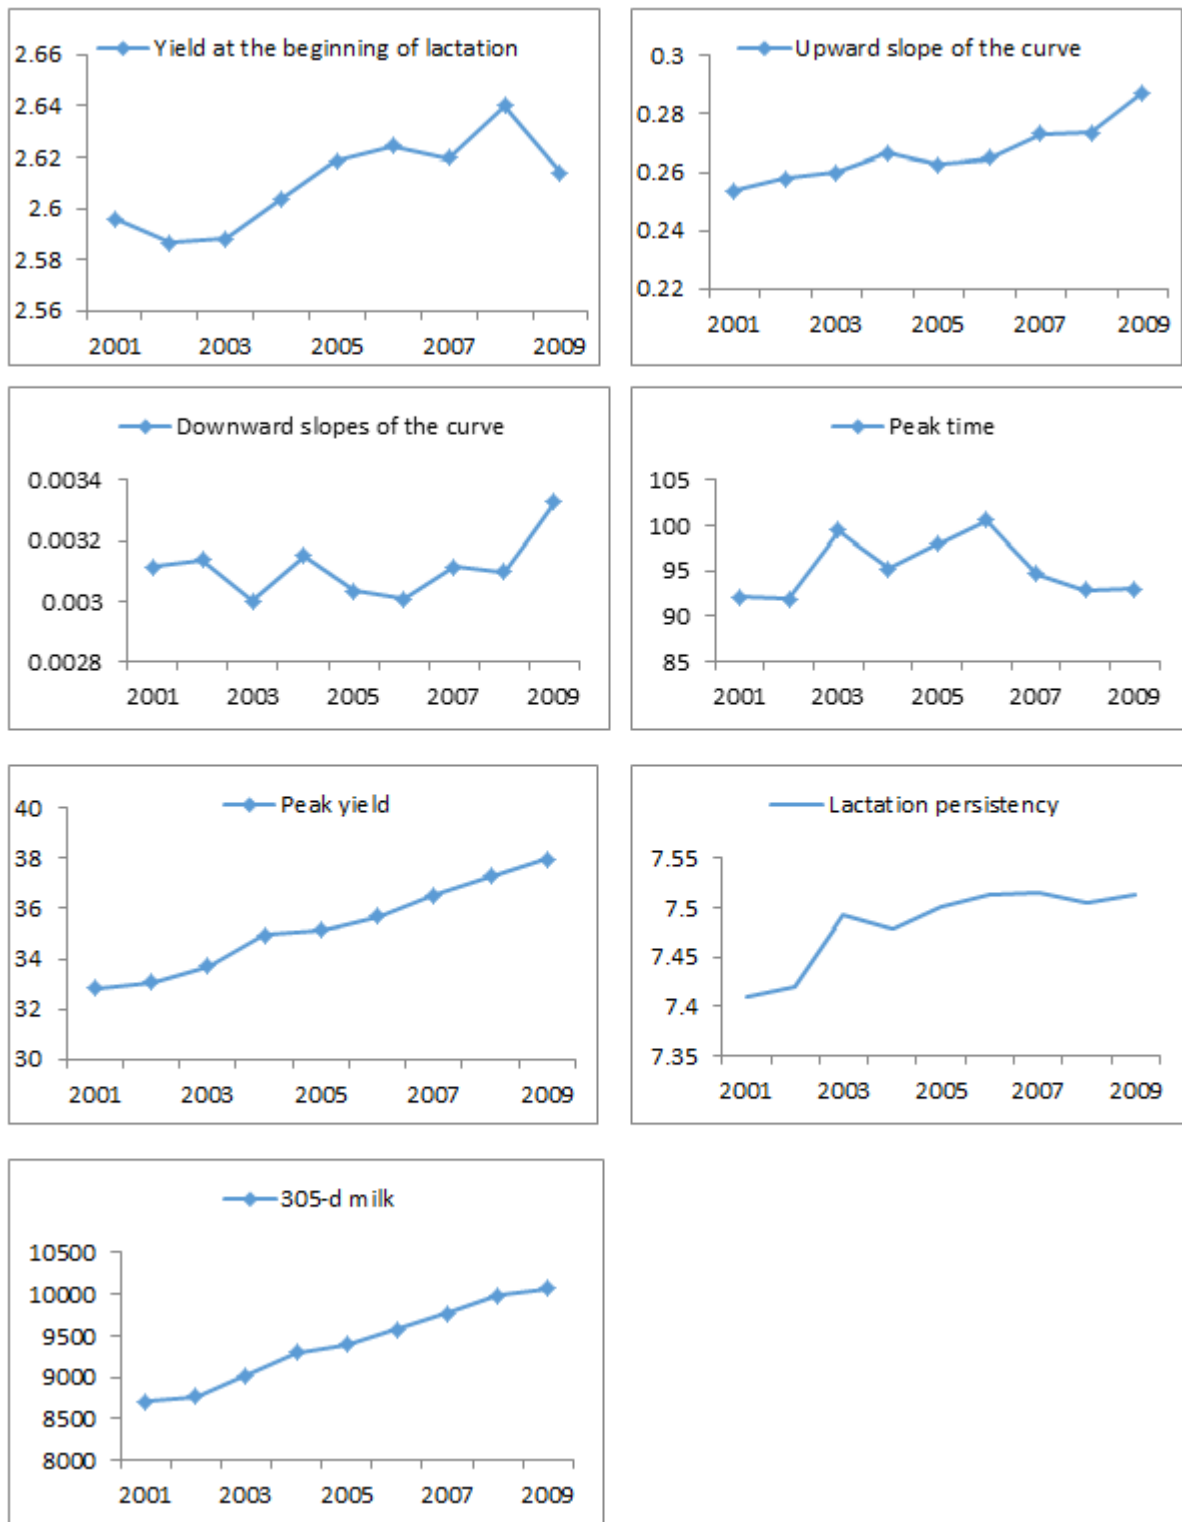 Yield at the beginning of lactation
2.66
2.64
2.62
2.6
2.58
2.56
2001 2003 2005 2007 2009
Upward slope of the curve
0.3
0.28
0.26
0.24
0.22
2001 2003 2005 2007 2009
Downward slopes of the curve
0.0034
0.0032
0.003
0.0028
2001 2003 2005 2007 2009
Peak time
105
100
95
90
85
2001 2003 2005 2007 2009
Peak yield
40
38
36
34
32
30
2001 2003 2005 2007 2009
Lactation persistency
7.55
7.5
7.45
7.4
7.35
2001 2003 2005 2007 2009
305-d milk
10500
10000
9500
9000
8500
8000
2001 2003 2005 2007 2009